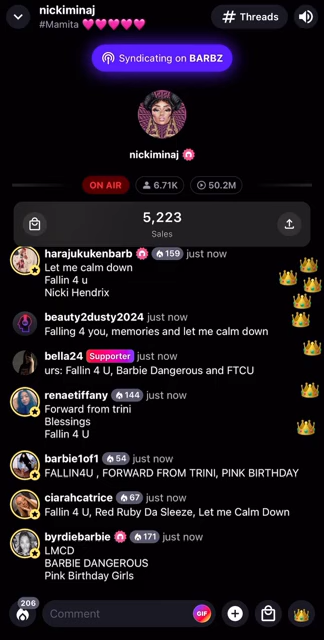 nickiminaj
#Mamita 💗💗💗💗💗
# Threads
Syndicating on BARBZ
nickiminaj
ON AIR
6.71K
50.2M
5,223
Sales
harajukukenbarb 159 just now
Let me calm down
Fallin 4 u
Nicki Hendrix
beauty2dusty2024 just now
Falling 4 you, memories and let me calm down
bella24 Supporter just now
urs: Fallin 4 U, Barbie Dangerous and FTCU
renaetiffany 144 just now
Forward from trini
Blessings
Fallin 4 U
barbie1of1 54 just now
FALLIN4U , FORWARD FROM TRINI, PINK BIRTHDAY
ciarahcatrice 67 just now
Fallin 4 U, Red Ruby Da Sleeze, Let me Calm Down
byrdiebarbie 171 just now
LMCD
BARBIE DANGEROUS
Pink Birthday Girls
206
Comment
GIF